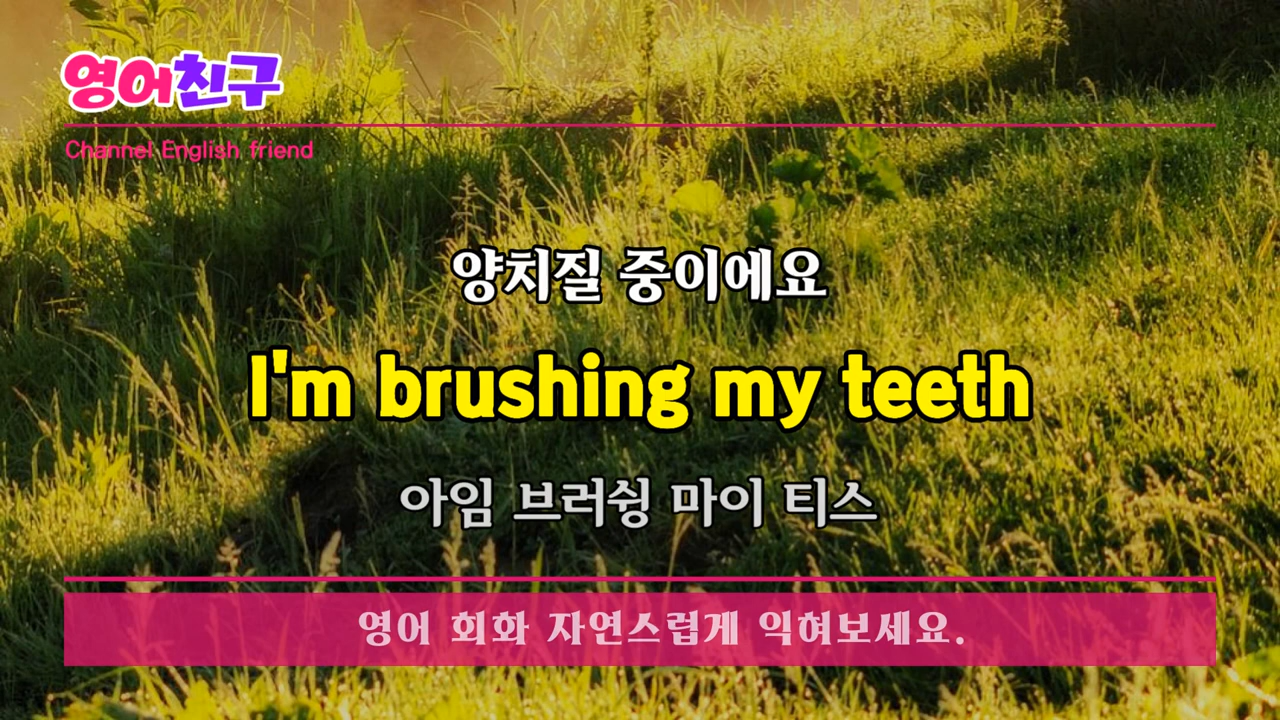 영어친구
Channel English friend
양치질 중이에요
I'm brushing my teeth
아임 브러슁 마이 티스
영어 회화 자연스럽게 익혀보세요.